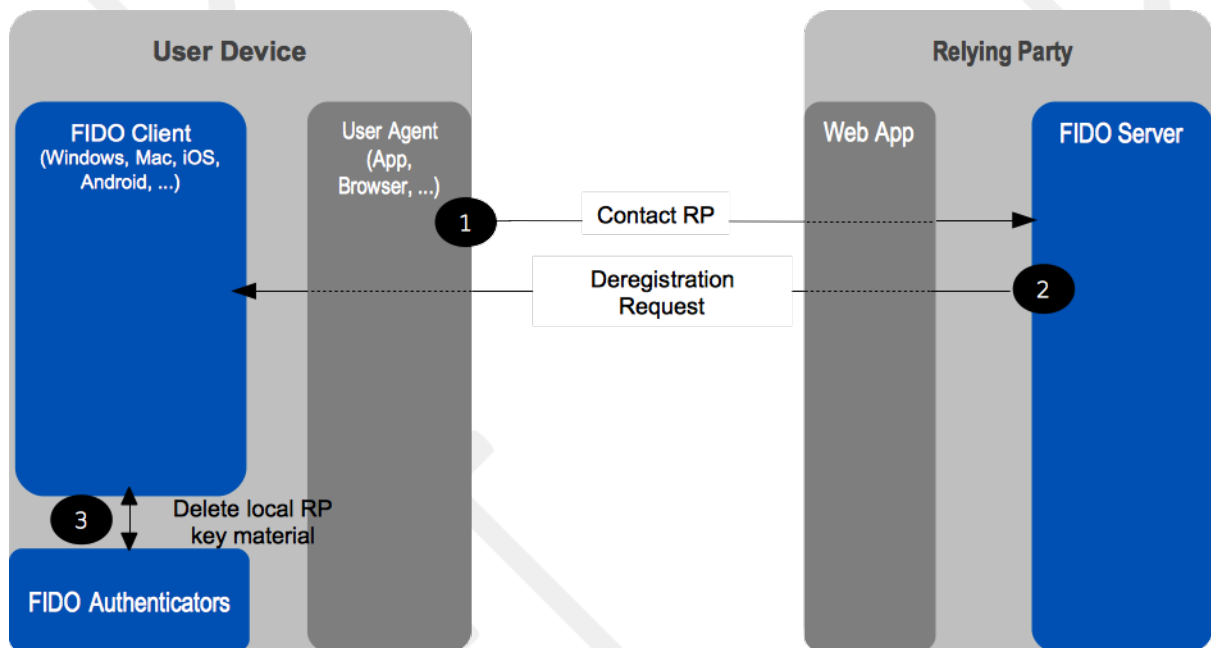 User Device
Relying Party
FIDO Client
(Windows, Mac, iOS,
Android, ...)
User Agent
(App,
Browser, ...)
Web App
FIDO Server
1
Contact RP
Deregistration
Request
2
3
Delete local RP
key material
FIDO Authenticators